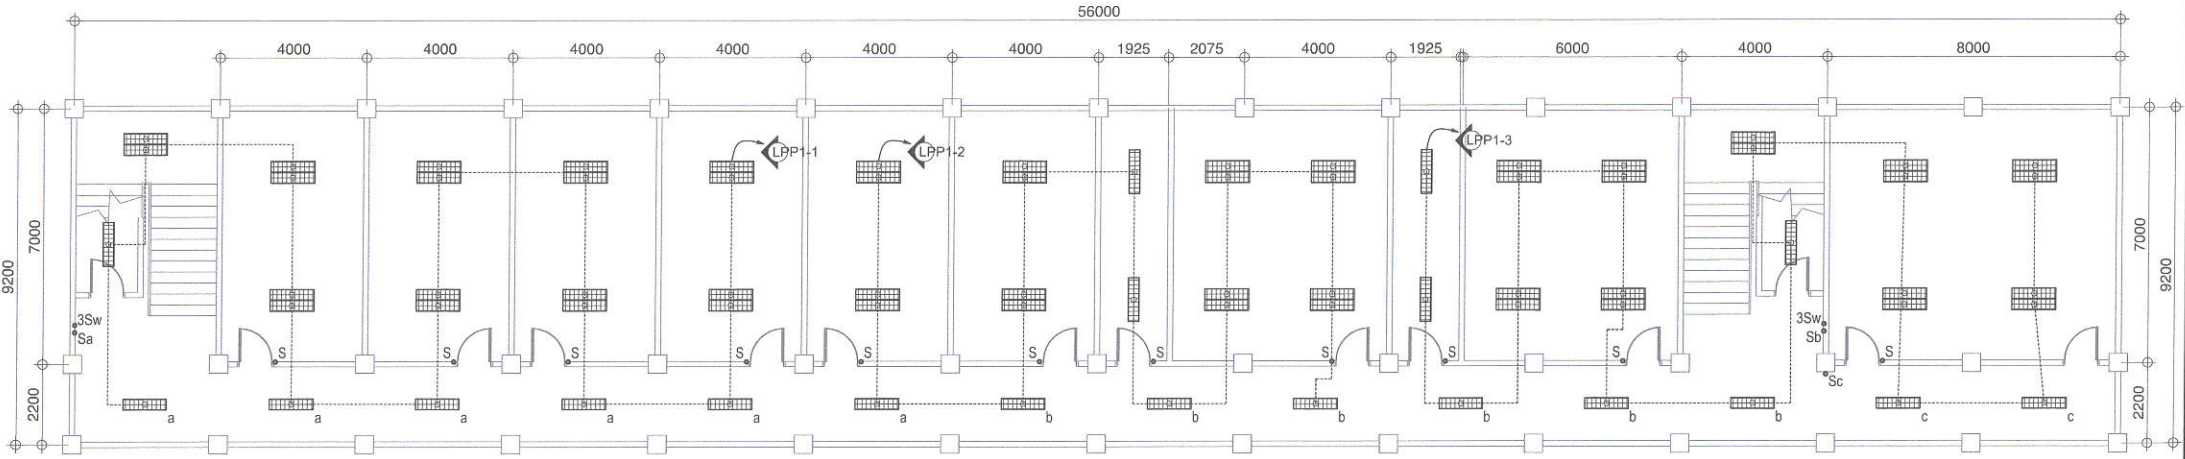 56000
4000 4000 4000 4000 4000 4000 1925 2075 4000 1925 6000 4000 8000
LPP1-1 LPP1-2 LPP1-3
7000 7000
9200 9200
3Sw 3Sw
Sa Sb
S S S S S S S S S S S
Sc
2200 2200
a a a a a a b b b b b b c c